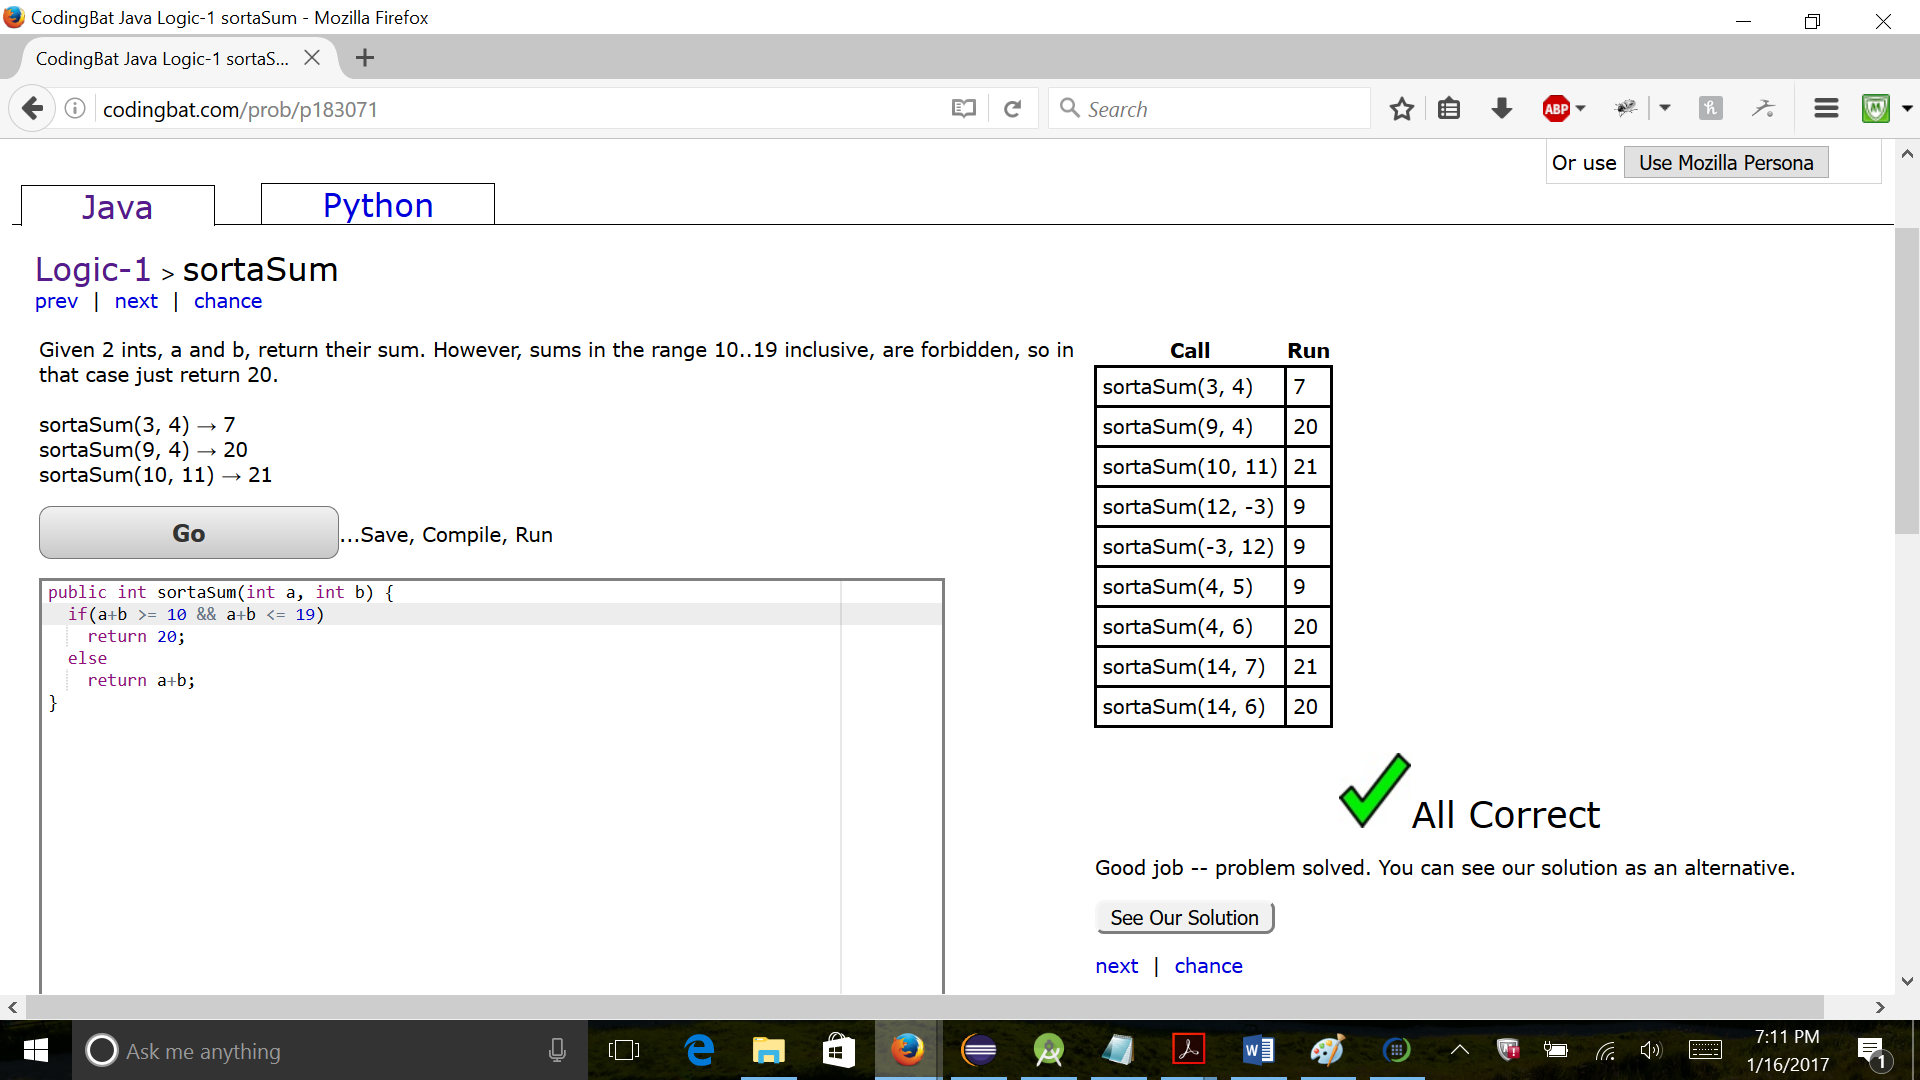 CodingBat Java Logic-1 sortaSum - Mozilla Firefox
CodingBat Java Logic-1 sortaS...
codingbat.com/prob/p183071
Search
ABP
Or use Use Mozilla Persona
Java
Python
Logic-1 > sortaSum
prev | next | chance
Given 2 ints, a and b, return their sum. However, sums in the range 10..19 inclusive, are forbidden, so in
that case just return 20.
sortaSum(3, 4) → 7
sortaSum(9, 4) → 20
sortaSum(10, 11) → 21
Go
...Save, Compile, Run
public int sortaSum(int a, int b) {
if(a+b >= 10 && a+b <= 19)
return 20;
else
return a+b;
}
Call Run
sortaSum(3, 4) 7
sortaSum(9, 4) 20
sortaSum(10, 11) 21
sortaSum(12, -3) 9
sortaSum(-3, 12) 9
sortaSum(4, 5) 9
sortaSum(4, 6) 20
sortaSum(14, 7) 21
sortaSum(14, 6) 20
All Correct
Good job -- problem solved. You can see our solution as an alternative.
See Our Solution
next | chance
Ask me anything
7:11 PM
1/16/2017
1